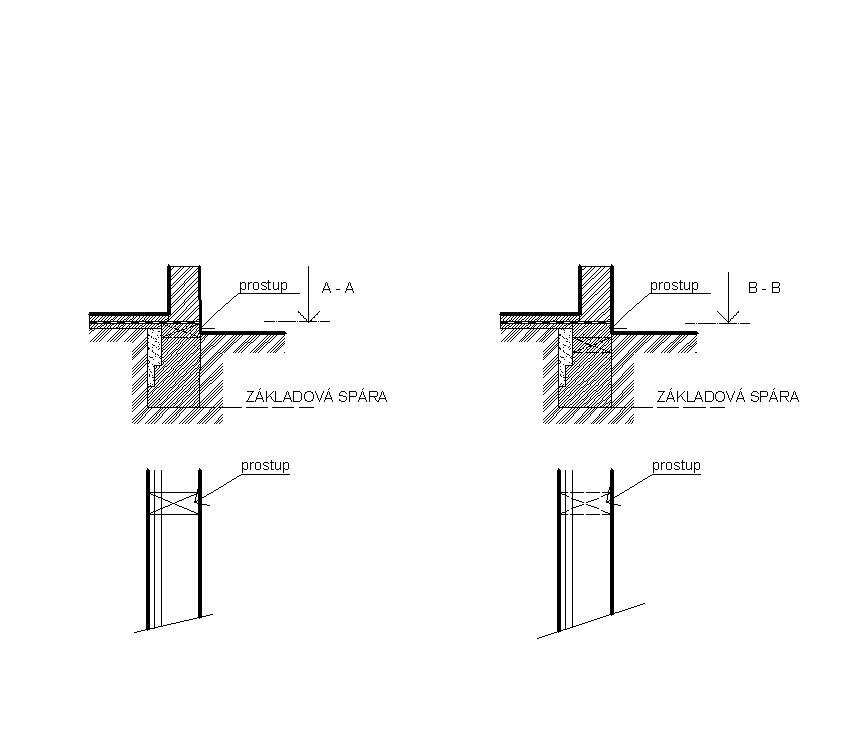 prostup
A - A
prostup
B - B
ZÁKLADOVÁ SPÁRA
ZÁKLADOVÁ SPÁRA
prostup
prostup